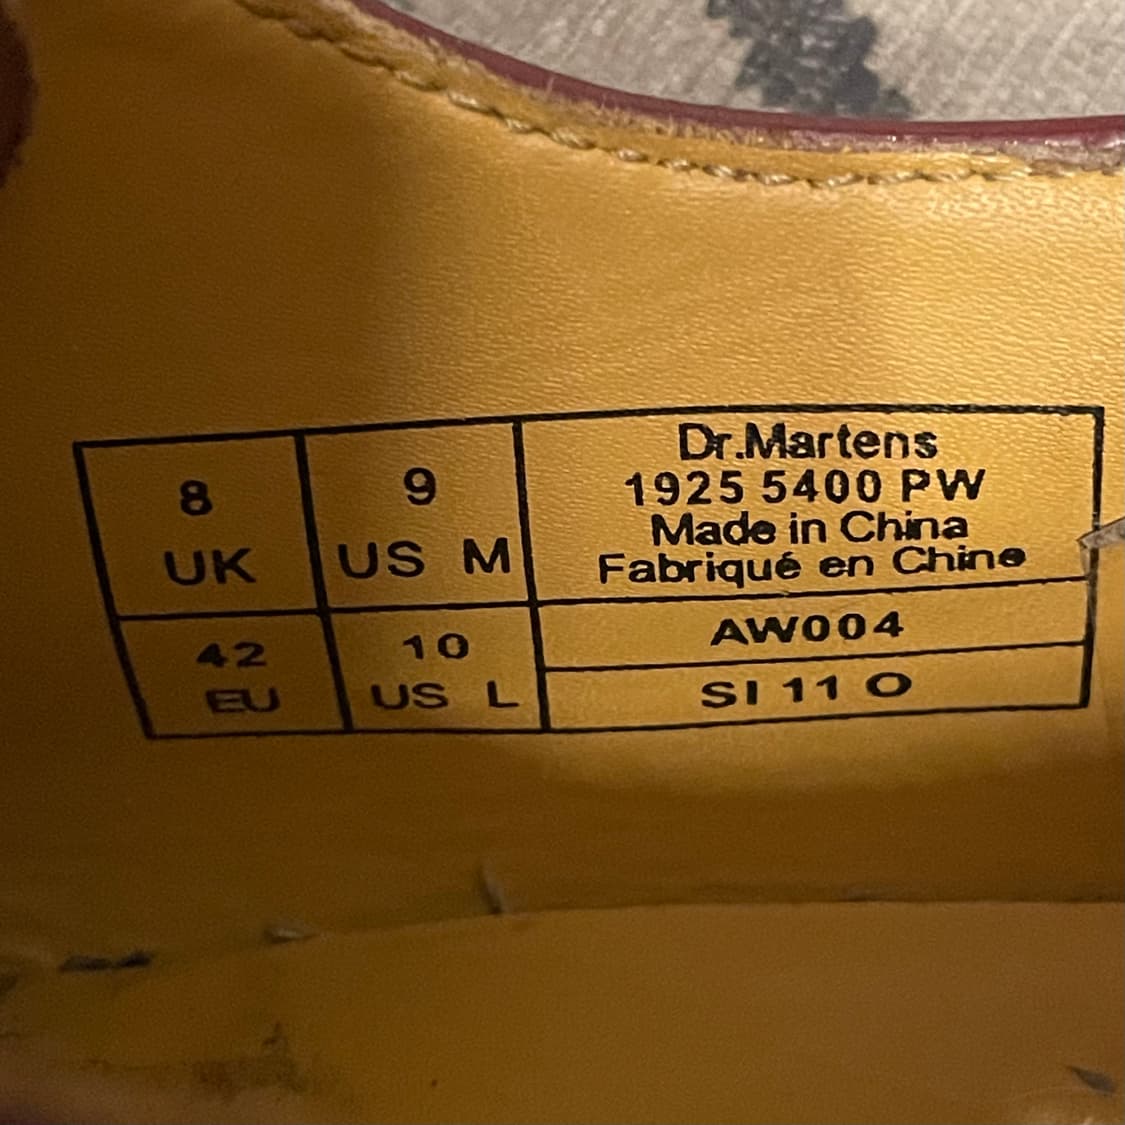 8
UK
9
US M
42
EU
10
US L
Dr.Martens
1925 5400 PW
Made in China
Fabriqué en Chine
AW004
SI 11 O